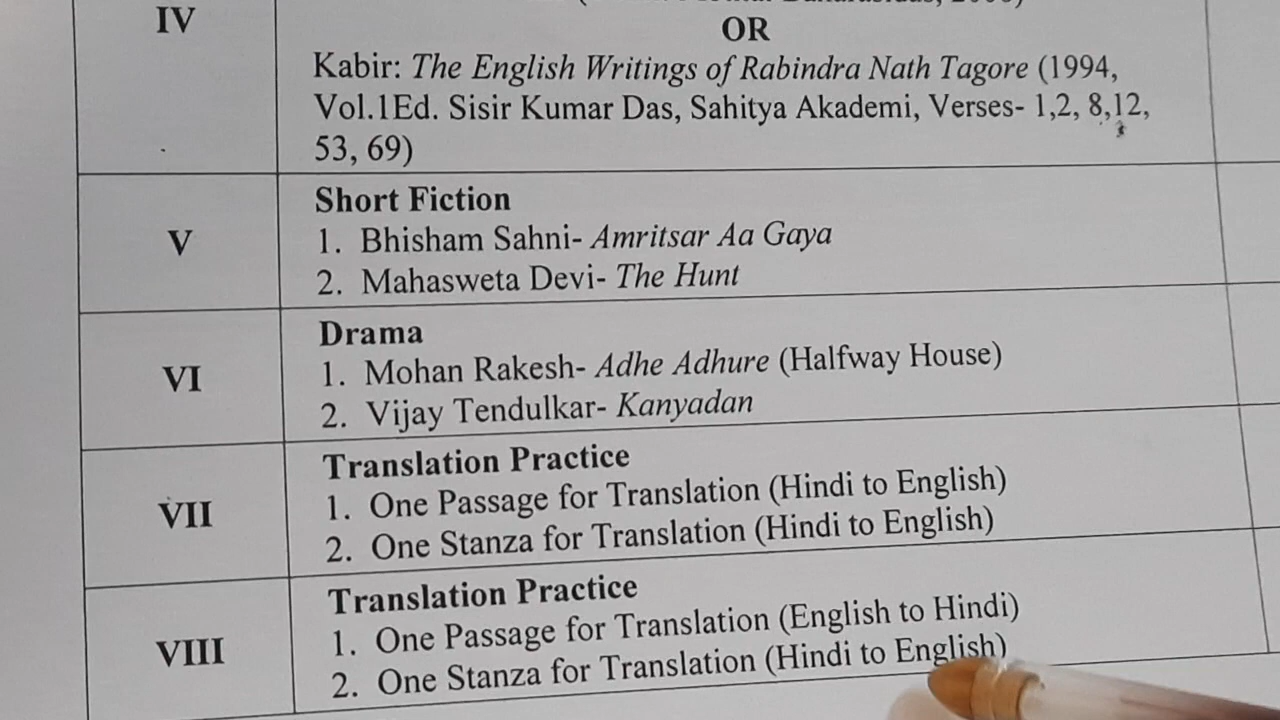 IV
OR
Kabir: The English Writings of Rabindra Nath Tagore (1994,
Vol.1Ed. Sisir Kumar Das, Sahitya Akademi, Verses- 1,2, 8,12,
53, 69)
V
Short Fiction
1. Bhisham Sahni- Amritsar Aa Gaya
2. Mahasweta Devi- The Hunt
VI
Drama
1. Mohan Rakesh- Adhe Adhure (Halfway House)
2. Vijay Tendulkar- Kanyadan
VII
Translation Practice
1. One Passage for Translation (Hindi to English)
2. One Stanza for Translation (Hindi to English)
VIII
Translation Practice
1. One Passage for Translation (English to Hindi)
2. One Stanza for Translation (Hindi to English)